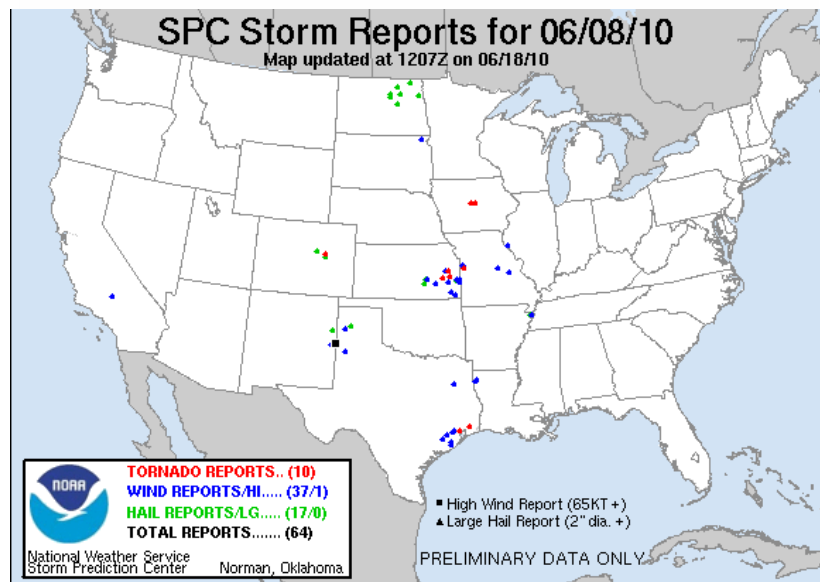 SPC Storm Reports for 06/08/10
Map updated at 1207Z on 06/18/10
NOAA
TORNADO REPORTS.. (10)
WIND REPORTS/HI..... (37/1)
HAIL REPORTS/LG..... (17/0)
TOTAL REPORTS....... (64)
National Weather Service
Storm Prediction Center Norman, Oklahoma
High Wind Report (65KT +)
Large Hail Report (2" dia. +)
PRELIMINARY DATA ONLY